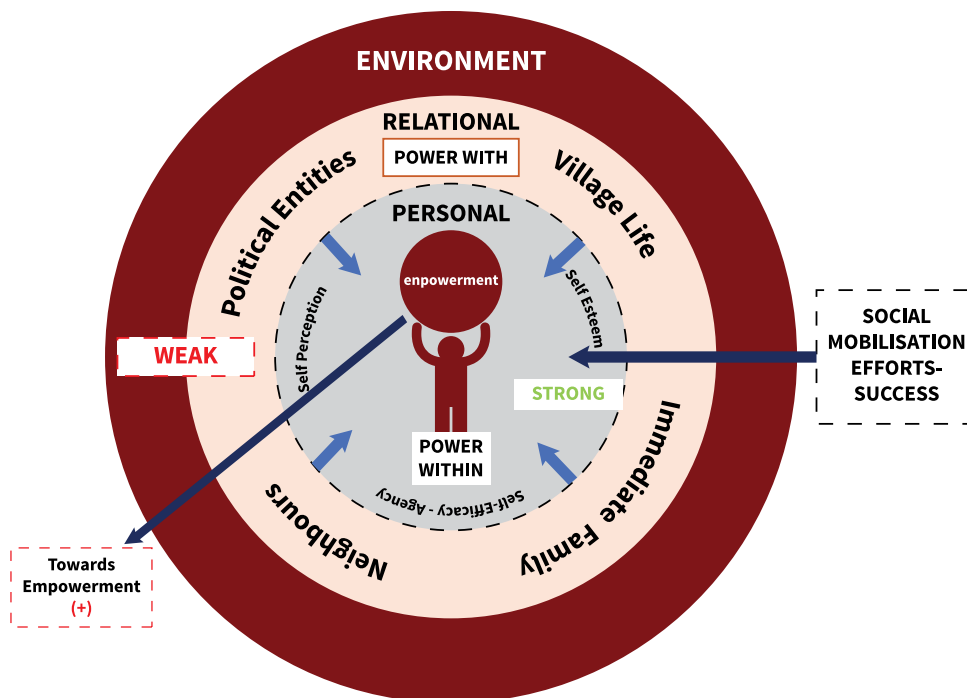 ENVIRONMENT
RELATIONAL
POWER WITH
Political Entities
Village Life
PERSONAL
enpowerment
Self Perception
Self Esteem
WEAK
STRONG
SOCIAL
MOBILISATION
EFFORTS-
SUCCESS
POWER
WITHIN
Self-Efficacy - Agency
Neighbours
Immediate Family
Towards
Empowerment
(+)